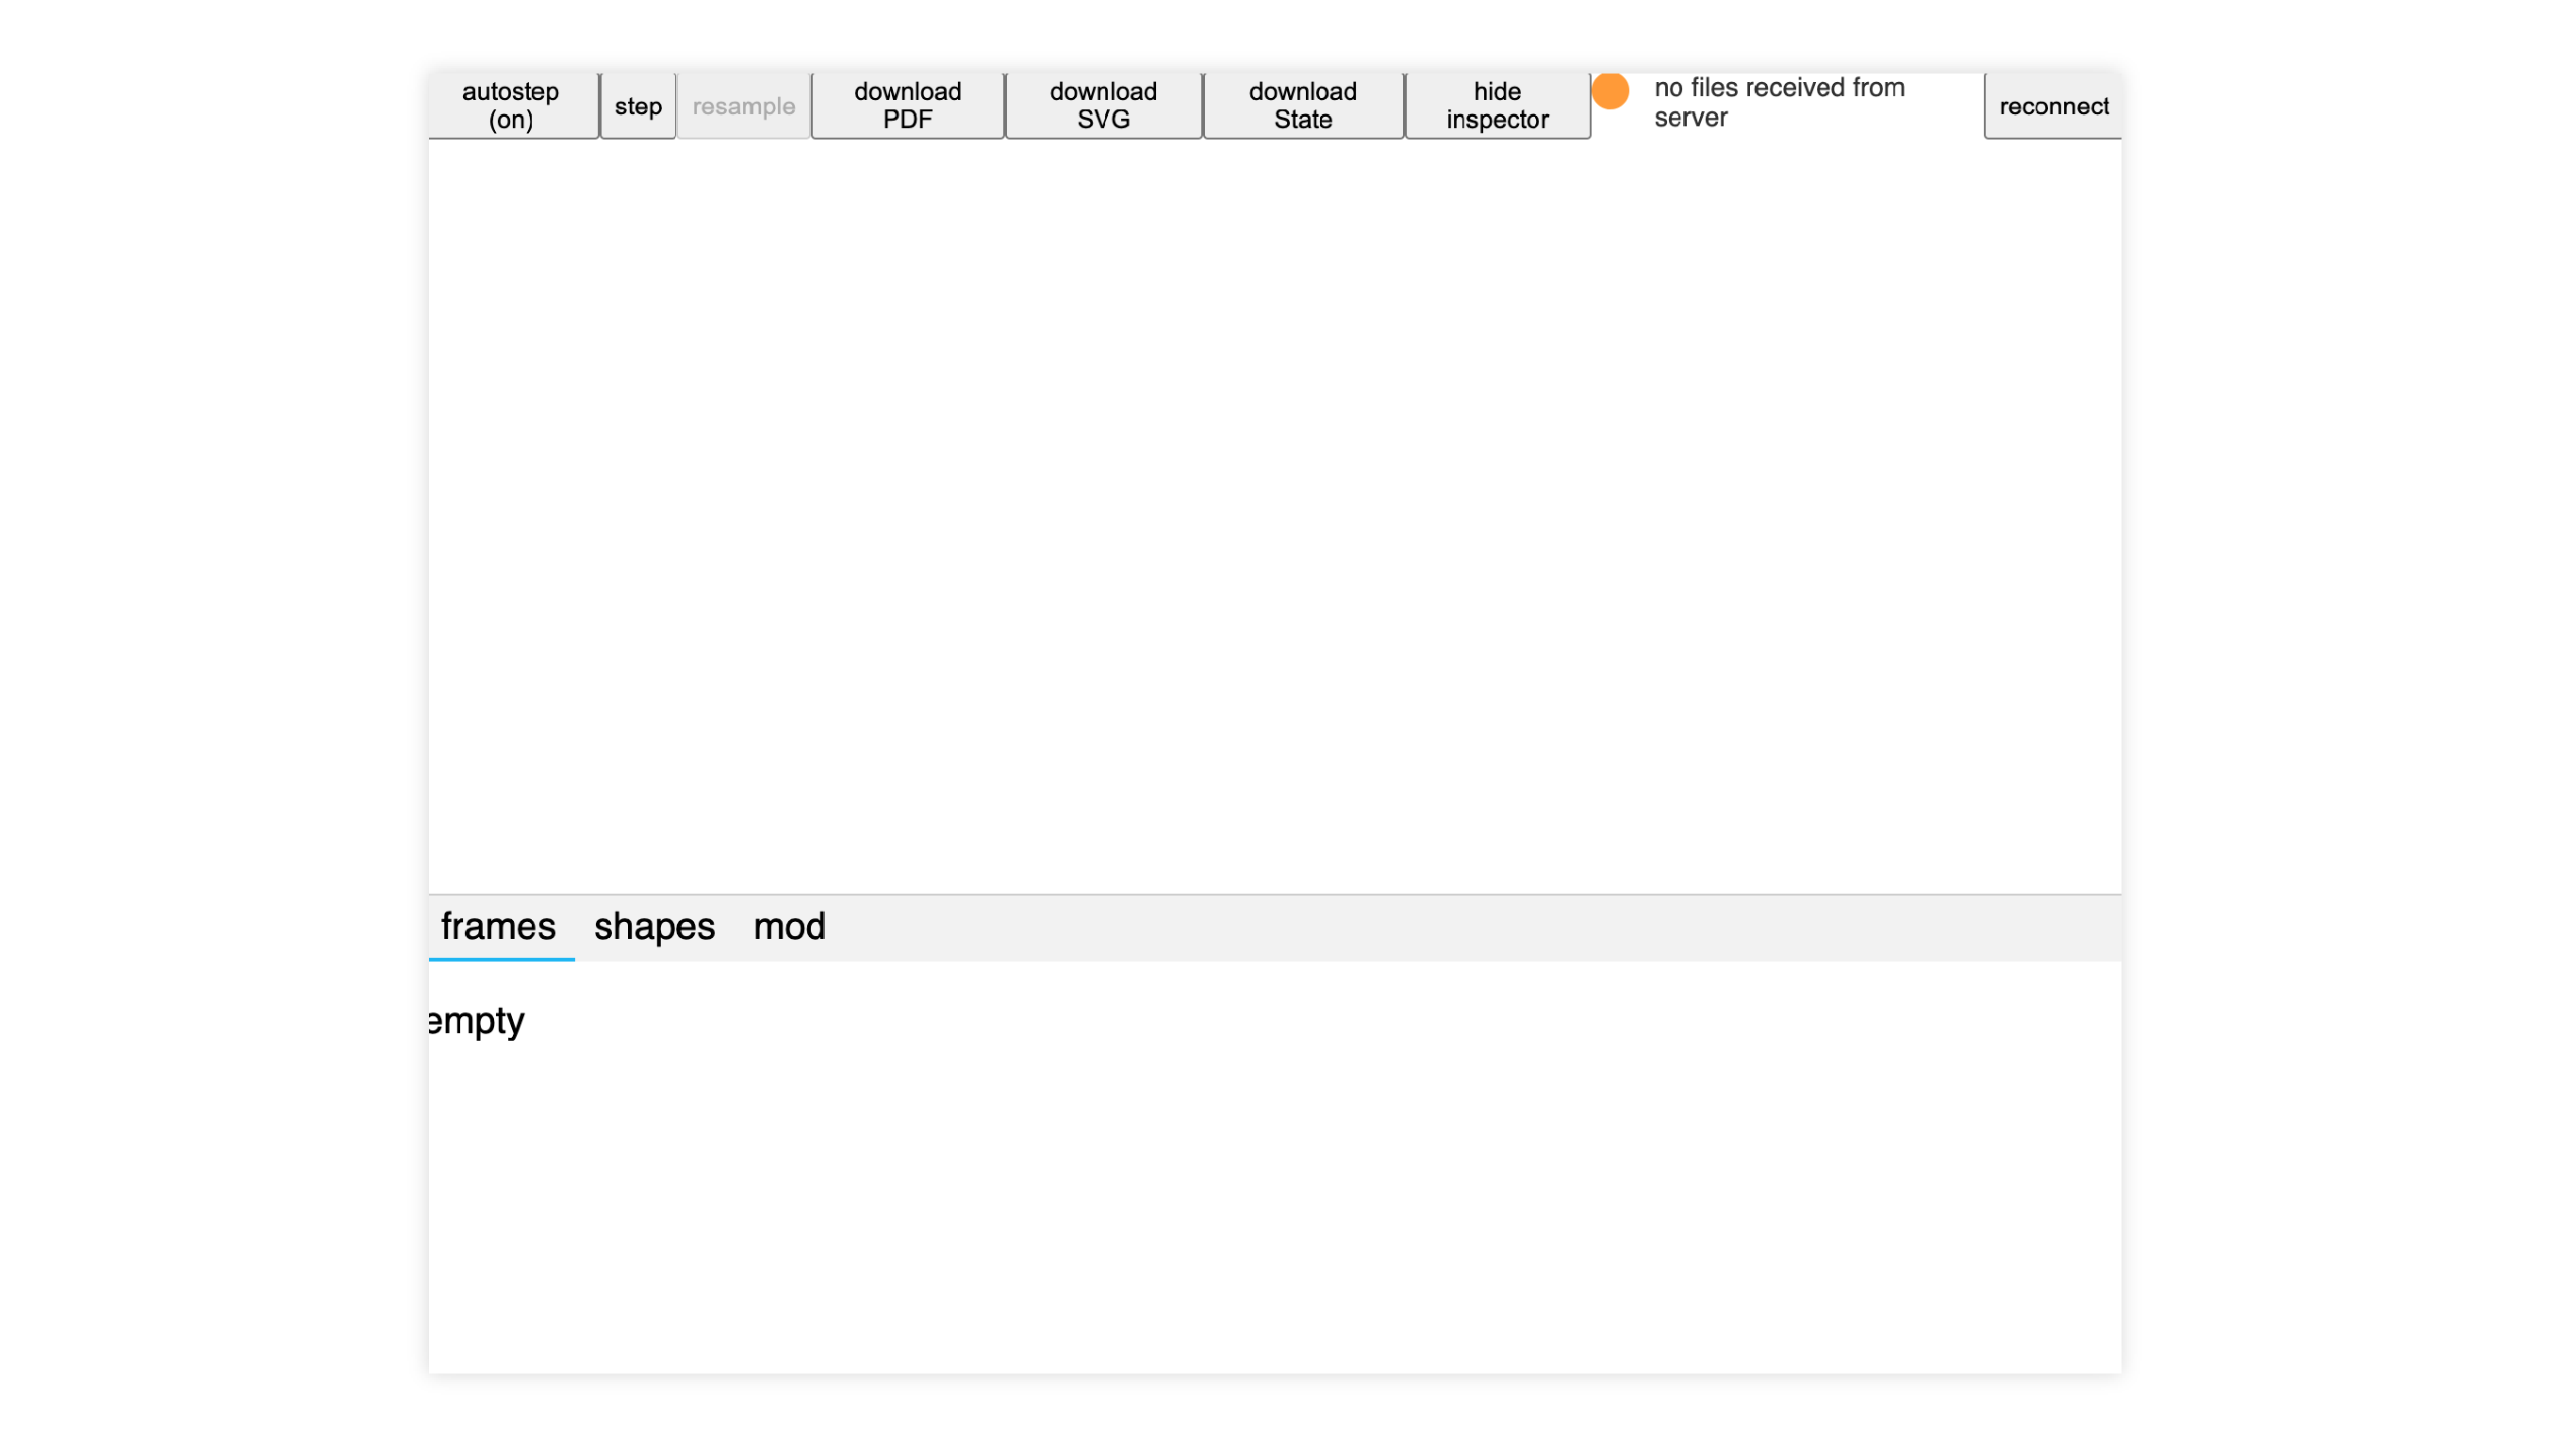 autostep
(on)
step
resample
download
PDF
download
SVG
download
State
hide
inspector
no files received from
server
reconnect
frames shapes mod
empty